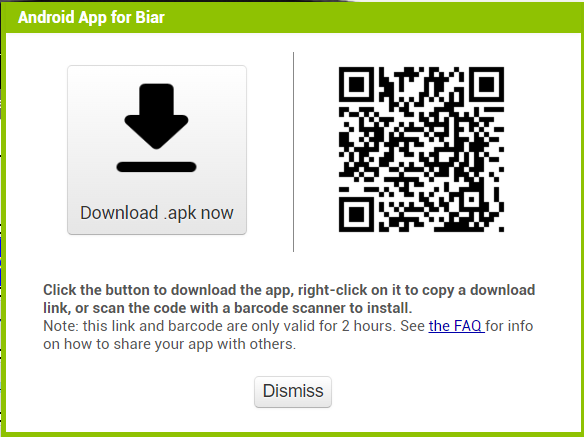 Android App for Biar
Download .apk now
Click the button to download the app, right-click on it to copy a download
link, or scan the code with a barcode scanner to install.
Note: this link and barcode are only valid for 2 hours. See the FAQ for info
on how to share your app with others.
Dismiss